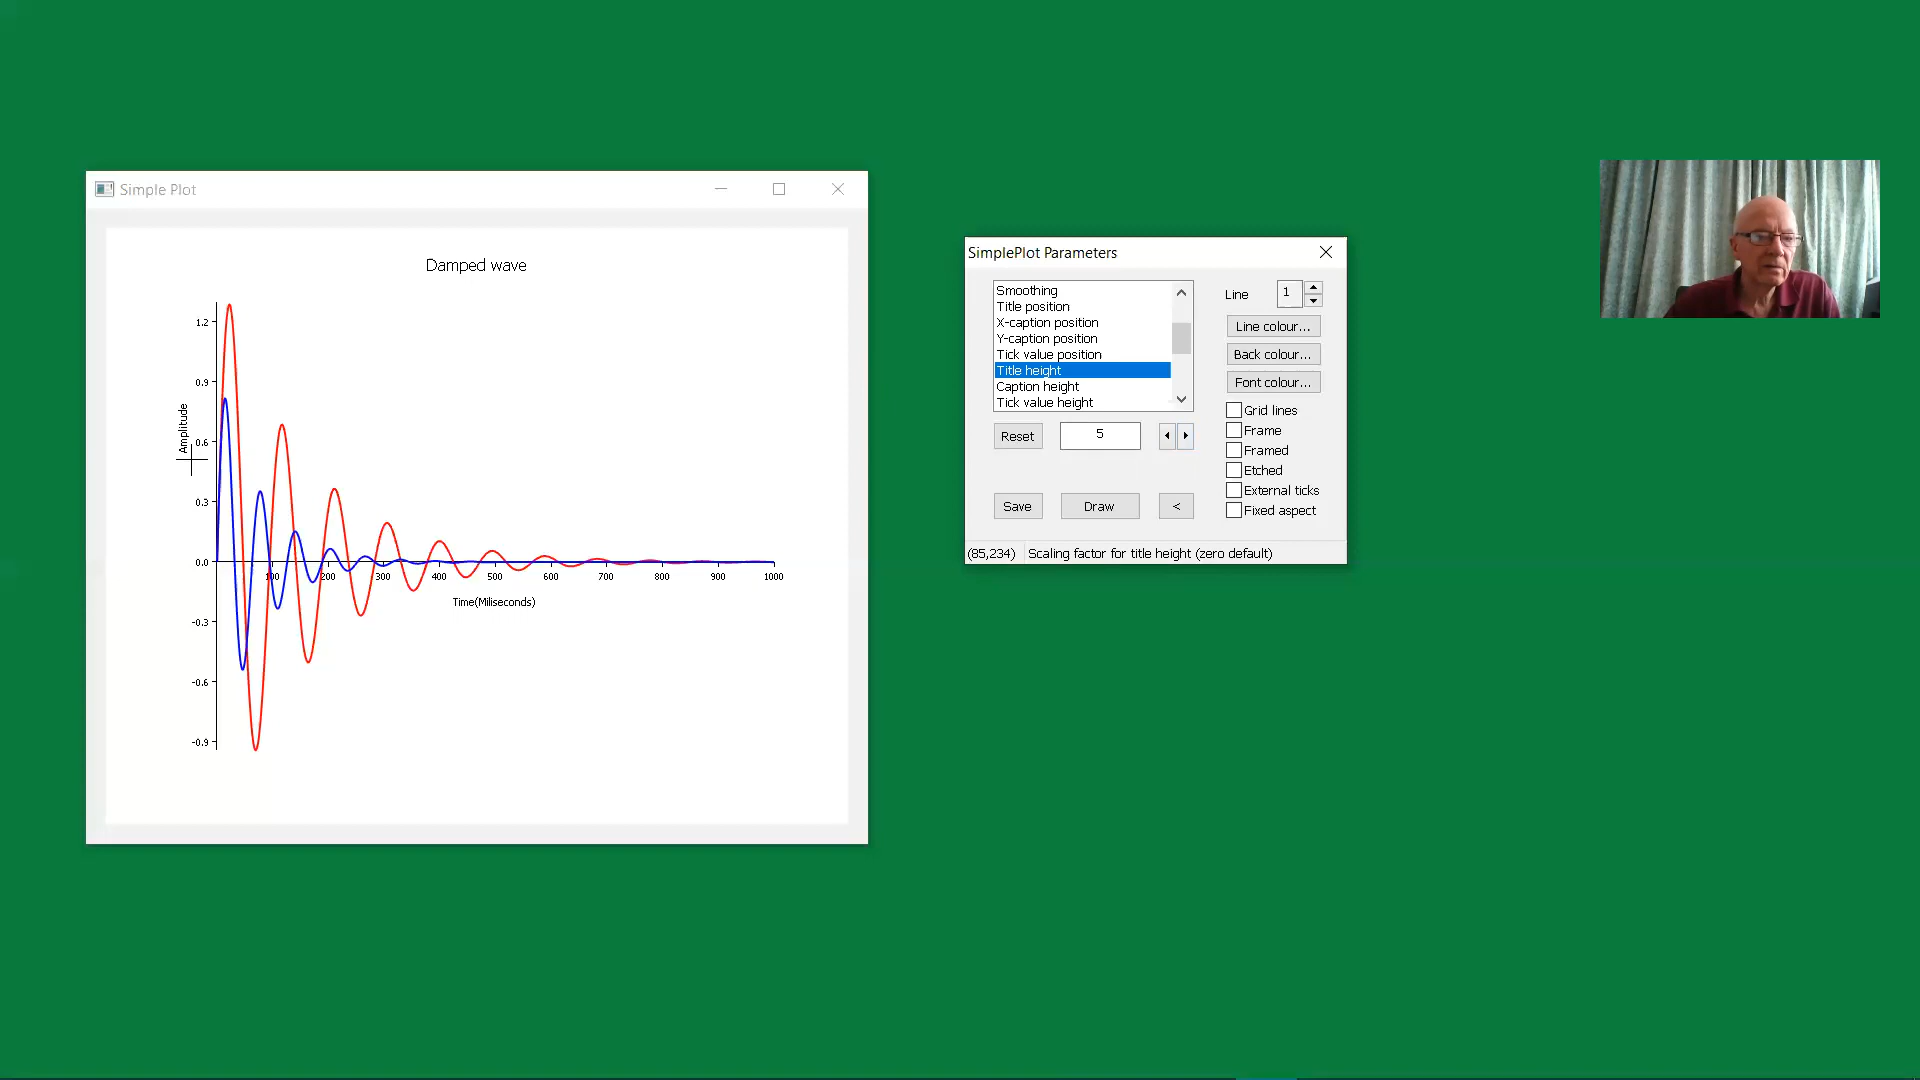 Simple Plot
Damped wave
1.2
0.9
Amplitude
0.6
0.3
0.0
100 200 300 400 500 600 700 800 900 1000
Time(Miliseconds)
-0.3
-0.6
-0.9
SimplePlot Parameters
Smoothing
Title position
X-caption position
Y-caption position
Tick value position
Title height
Caption height
Tick value height
Line 1
Line colour...
Back colour...
Font colour...
Grid lines
Frame
Framed
Etched
External ticks
Fixed aspect
Reset 5
Save Draw <
(85,234) Scaling factor for title height (zero default)